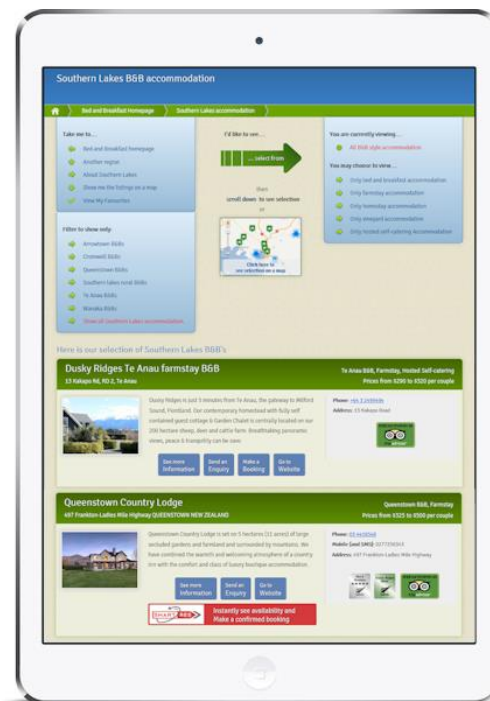 Southern Lakes B&B accommodation
Bed and Breakfast Homepage
Southern Lakes accommodation
Take me to...
Bed and Breakfast homepage
Another region
About Southern Lakes
Show me the listings on a map
View My Favourites
Filter to show only:
Arrowtown B&Bs
Cromwell B&Bs
Queenstown B&Bs
Southern lakes rural B&Bs
Te Anau B&Bs
Wanaka B&Bs
Show all Southern Lakes accommodation
I'd like to see...
... select from
then
scroll down to see selection
or
Click here to
see selection on a map
You are currently viewing...
All B&B style accommodation
You may choose to view...
Only bed and breakfast accommodation
Only farmstay accommodation
Only homestay accommodation
Only vineyard accommodation
Only hosted self-catering Accommodation
Here is our selection of Southern Lakes B&B's
Dusky Ridges Te Anau farmstay B&B
15 Kakapo Rd, RD 2, Te Anau
Te Anau B&B, Farmstay, Hosted Self-catering
Prices from $290 to $320 per couple
Dusky Ridges is just 5 minutes from Te Anau, the gateway to Milford
Sound, Fiordland. Our contemporary homestead with fully self
contained guest cottage & Garden Chalet is centrally located on our
200 hectare sheep, deer and cattle farm. Breathtaking panoramic
views, peace & tranquility can be
Phone:
Address: 15 Kakapo Road
See more
Information
Send an
Enquiry
Make a
Booking
Go to
Website
Queenstown Country Lodge
497 Frankton-Ladies Mile Highway QUEENSTOWN NEW ZEALAND
Queenstown B&B, Farmstay
Prices from $325 to $500 per couple
Queenstown Country Lodge is set on 5 hectares (11 acres) of large
secluded gardens and farmland and surrounded by mountains. We
have combined the warmth and welcoming atmosphere of a country
inn with the comfort and class of luxury boutique accommodation.
Phone:
Mobile (and SMS):
Address: 497 Frankton-Ladies Mile Highway
See more
Information
Send an
Enquiry
Go to
Website
Instantly see availability and
Make a confirmed booking